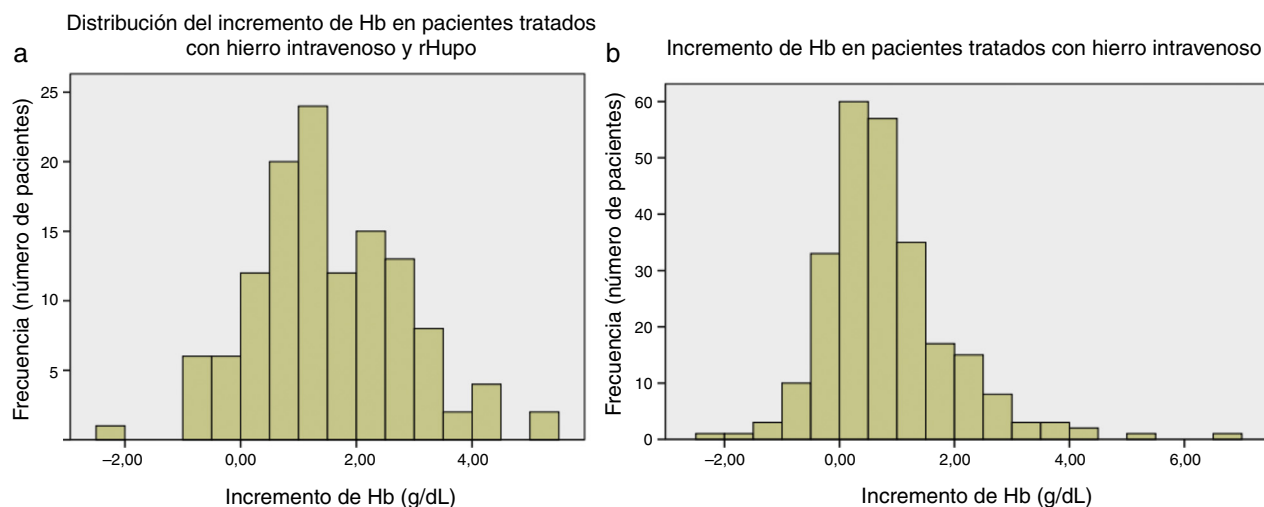 a
Distribución del incremento de Hb en pacientes tratados
con hierro intravenoso y rHupo
Frecuencia (número de pacientes)
25
20
15
10
5
–2,00 0,00 2,00 4,00
Incremento de Hb (g/dL)
b
Incremento de Hb en pacientes tratados con hierro intravenoso
Frecuencia (número de pacientes)
60
50
40
30
20
10
0
–2,00 0,00 2,00 4,00 6,00
Incremento de Hb (g/dL)